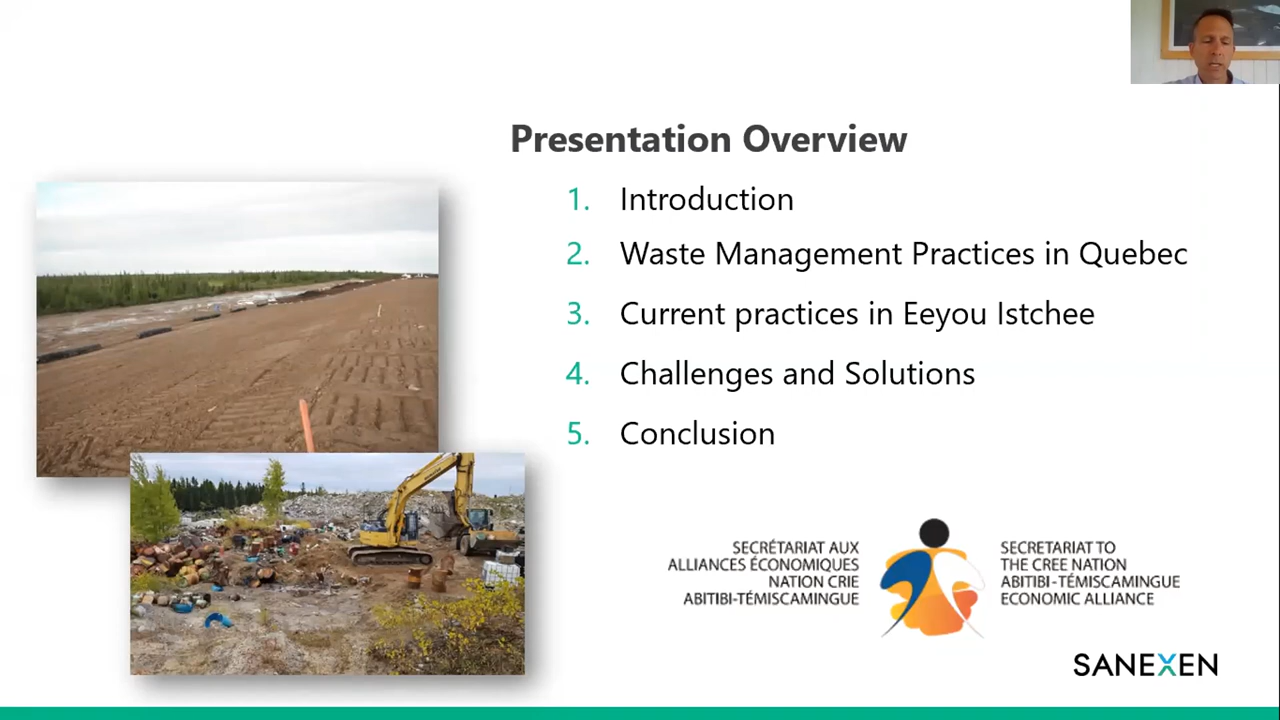 Presentation Overview
1. Introduction
2. Waste Management Practices in Quebec
3. Current practices in Eeyou Istchee
4. Challenges and Solutions
5. Conclusion
SECRÉTARIAT AUX
ALLIANCES ÉCONOMIQUES
NATION CRIE
ABITIBI-TÉMISCAMINGUE
SECRETARIAT TO
THE CREE NATION
ABITIBI-TÉMISCAMINGUE
ECONOMIC ALLIANCE
SANEXEN